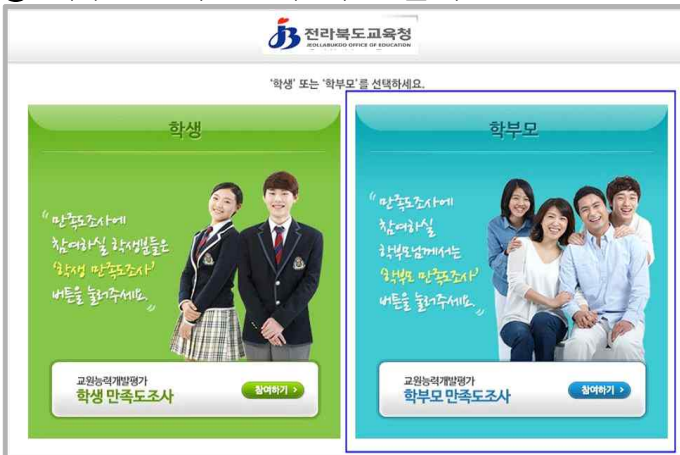 전라북도교육청
JEOLLABUKDO OFFICE OF EDUCATION
'학생' 또는 '학부모'를 선택하세요.
학생
"만족도조사에
참여하실 학생분들은
'학생 만족도조사'
버튼을 눌러주세요."
교원능력개발평가
학생 만족도조사
참여하기 >
학부모
"만족도조사에
참여하실
학부모님께서는
'학부모 만족도조사'
버튼을 눌러주세요."
교원능력개발평가
학부모 만족도조사
참여하기 >